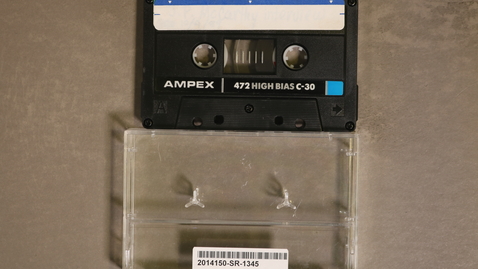 AMPEX | 472 HIGH BIAS C-30
2014150-SR-1345